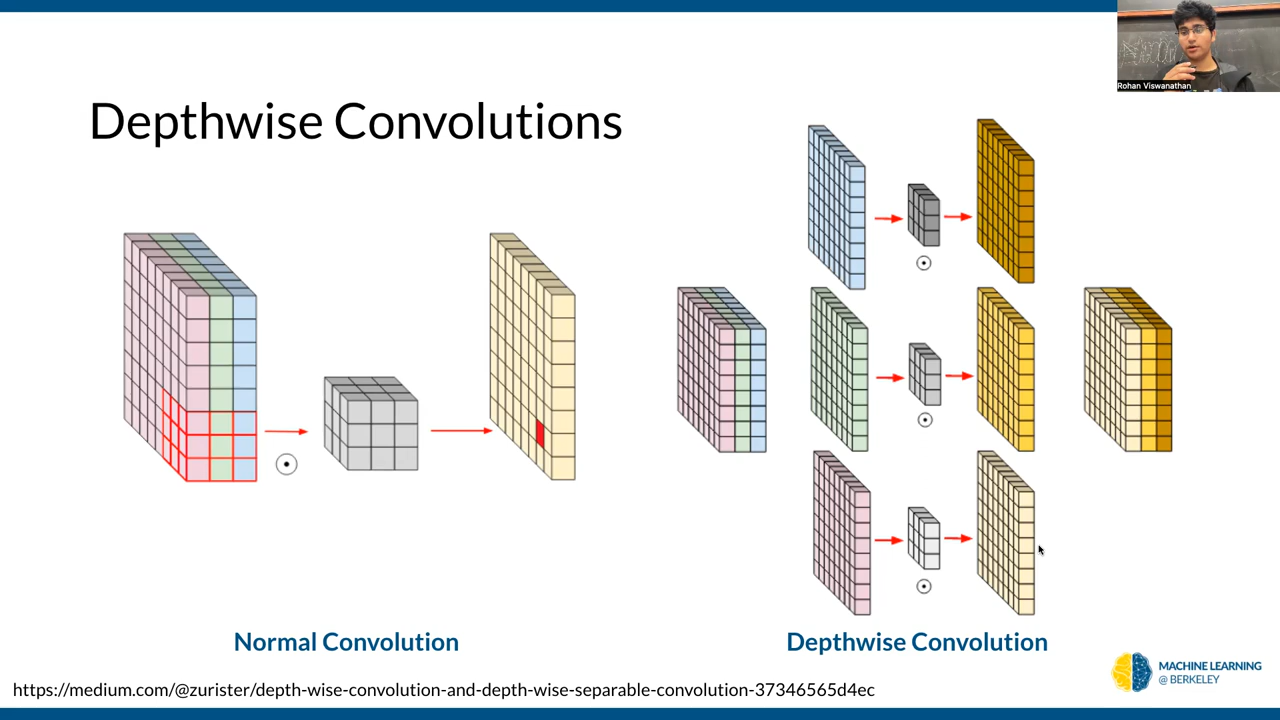 Rohan Viswanathan
Depthwise Convolutions
Normal Convolution
Depthwise Convolution
MACHINE LEARNING
@ BERKELEY
https://medium.com/@zurister/depth-wise-convolution-and-depth-wise-separable-convolution-37346565d4ec